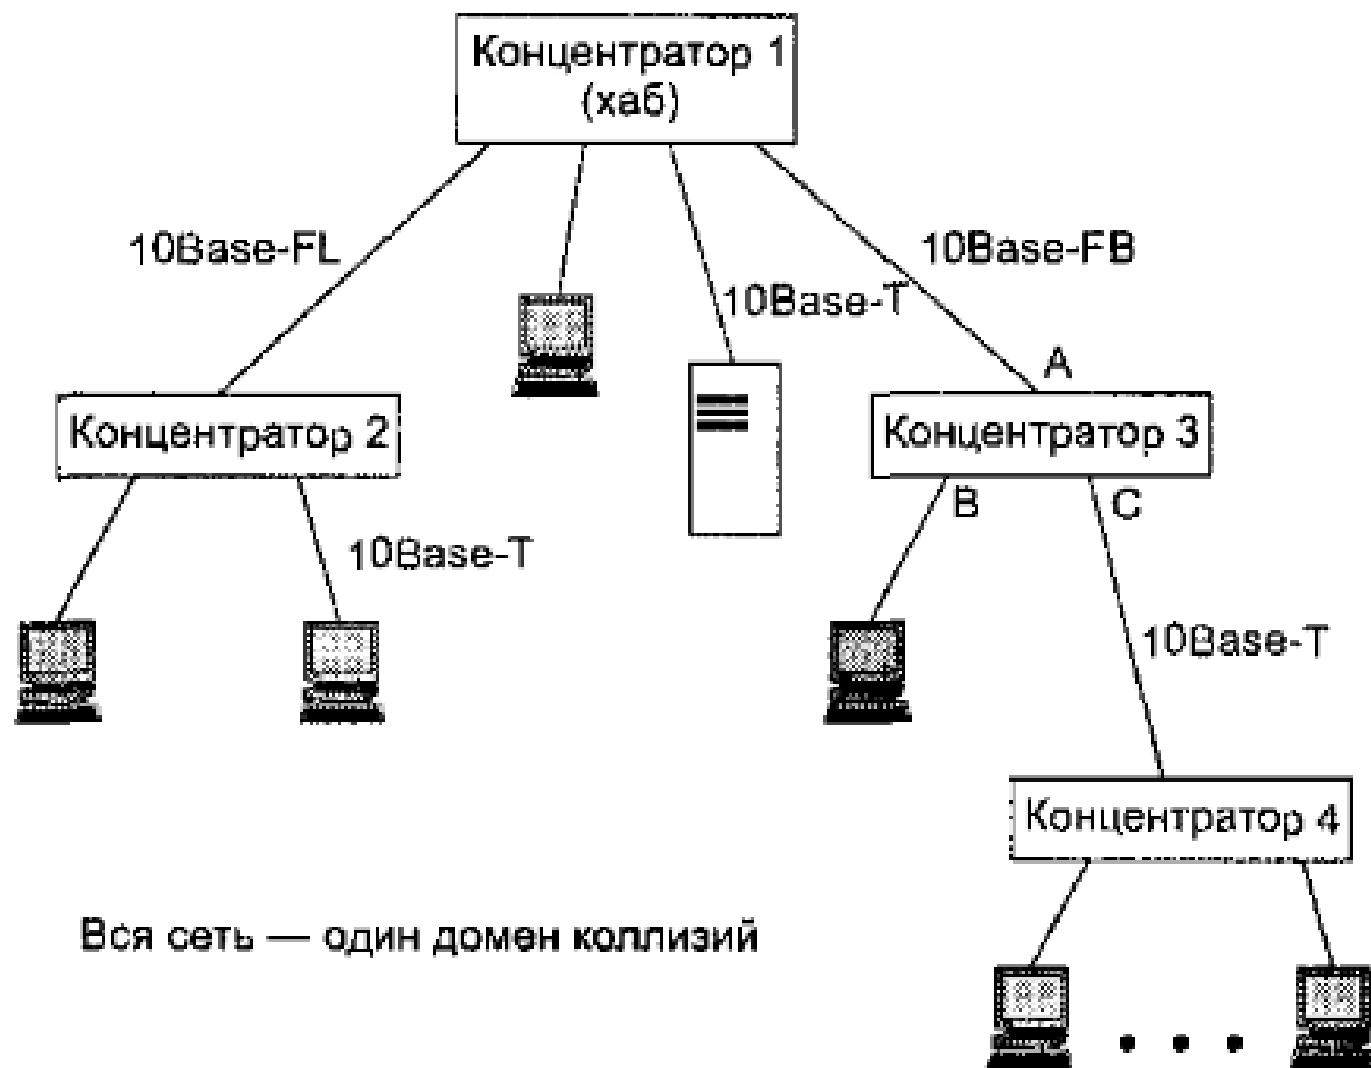 Концентратор 1
(хаб)
10Base-FL
10Base-FB
10Base-T
A
Концентратор 2
Концентратор 3
B
C
10Base-T
10Base-T
Концентратор 4
Вся сеть — один домен коллизий